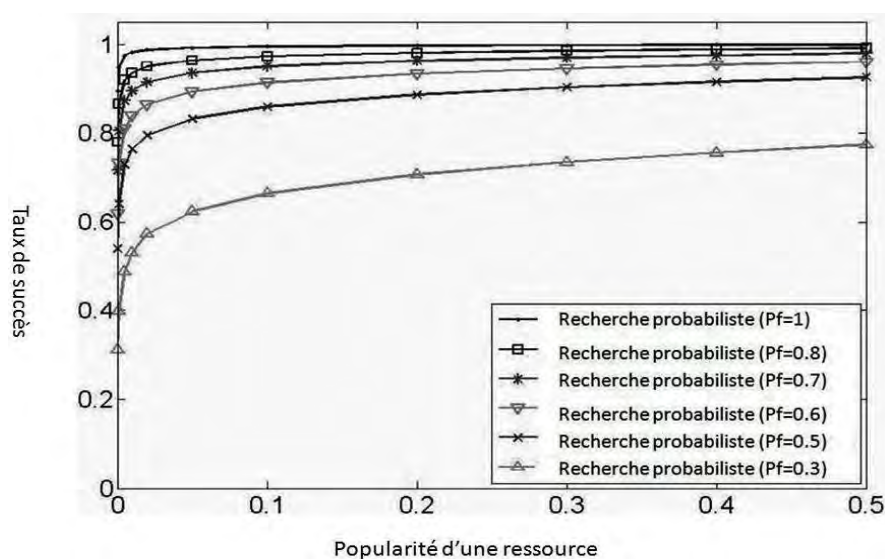 1
0.8
0.6
0.4
0.2
0
Taux de succès
Recherche probabiliste (Pf=1)
Recherche probabiliste (Pf=0.8)
Recherche probabiliste (Pf=0.7)
Recherche probabiliste (Pf=0.6)
Recherche probabiliste (Pf=0.5)
Recherche probabiliste (Pf=0.3)
0 0.1 0.2 0.3 0.4 0.5
Popularité d'une ressource